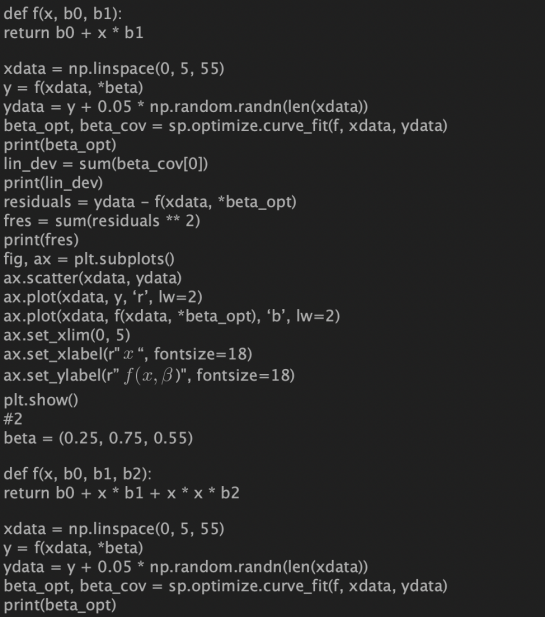 def f(x, b0, b1):
return b0 + x * b1
xdata = np.linspace(0, 5, 55)
y = f(xdata, *beta)
ydata = y + 0.05 * np.random.randn(len(xdata))
beta_opt, beta_cov = sp.optimize.curve_fit(f, xdata, ydata)
print(beta_opt)
lin_dev = sum(beta_cov[0])
print(lin_dev)
residuals = ydata – f(xdata, *beta_opt)
fres = sum(residuals ** 2)
print(fres)
fig, ax = plt.subplots()
ax.scatter(xdata, ydata)
ax.plot(xdata, y, ‘r’, lw=2)
ax.plot(xdata, f(xdata, *beta_opt), ‘b’, lw=2)
ax.set_xlim(0, 5)
ax.set_xlabel(r" x “, fontsize=18)
ax.set_ylabel(r" f(x, β)", fontsize=18)
plt.show()
#2
beta = (0.25, 0.75, 0.55)
def f(x, b0, b1, b2):
return b0 + x * b1 + x * x * b2
xdata = np.linspace(0, 5, 55)
y = f(xdata, *beta)
ydata = y + 0.05 * np.random.randn(len(xdata))
beta_opt, beta_cov = sp.optimize.curve_fit(f, xdata, ydata)
print(beta_opt)